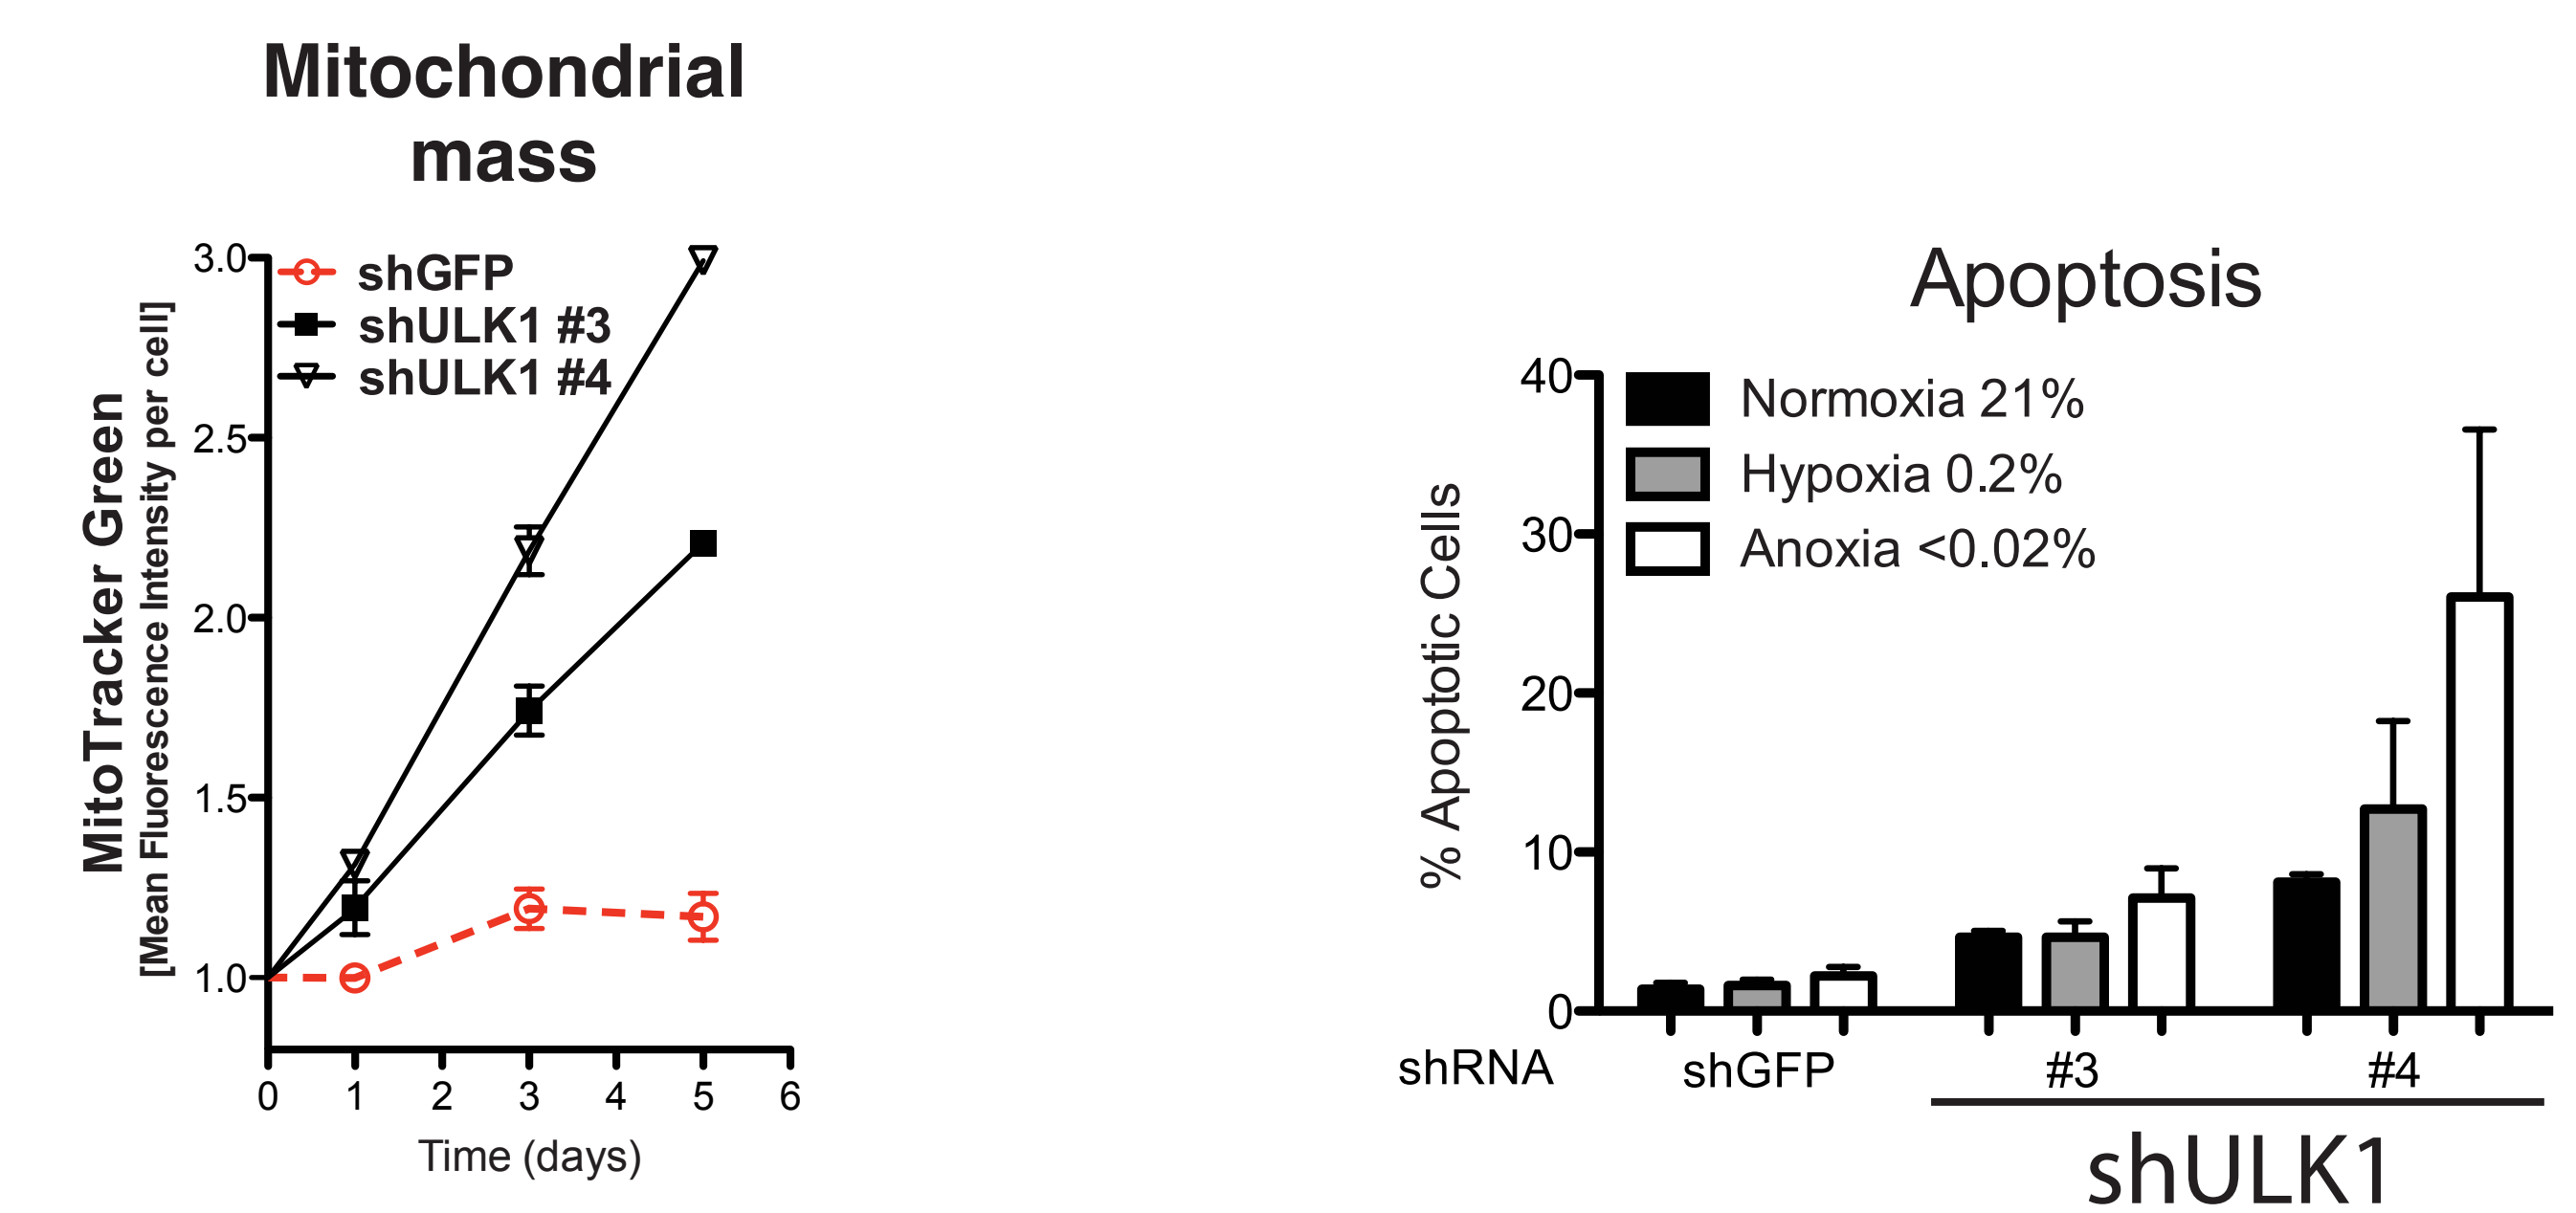 Mitochondrial
mass
MitoTracker Green
[Mean Fluorescence Intensity per cell]
3.0
2.5
2.0
1.5
1.0
shGFP
shULK1 #3
shULK1 #4
0 1 2 3 4 5 6
Time (days)
Apoptosis
% Apoptotic Cells
40
30
20
10
0
Normoxia 21%
Hypoxia 0.2%
Anoxia <0.02%
shRNA shGFP #3 #4
shULK1